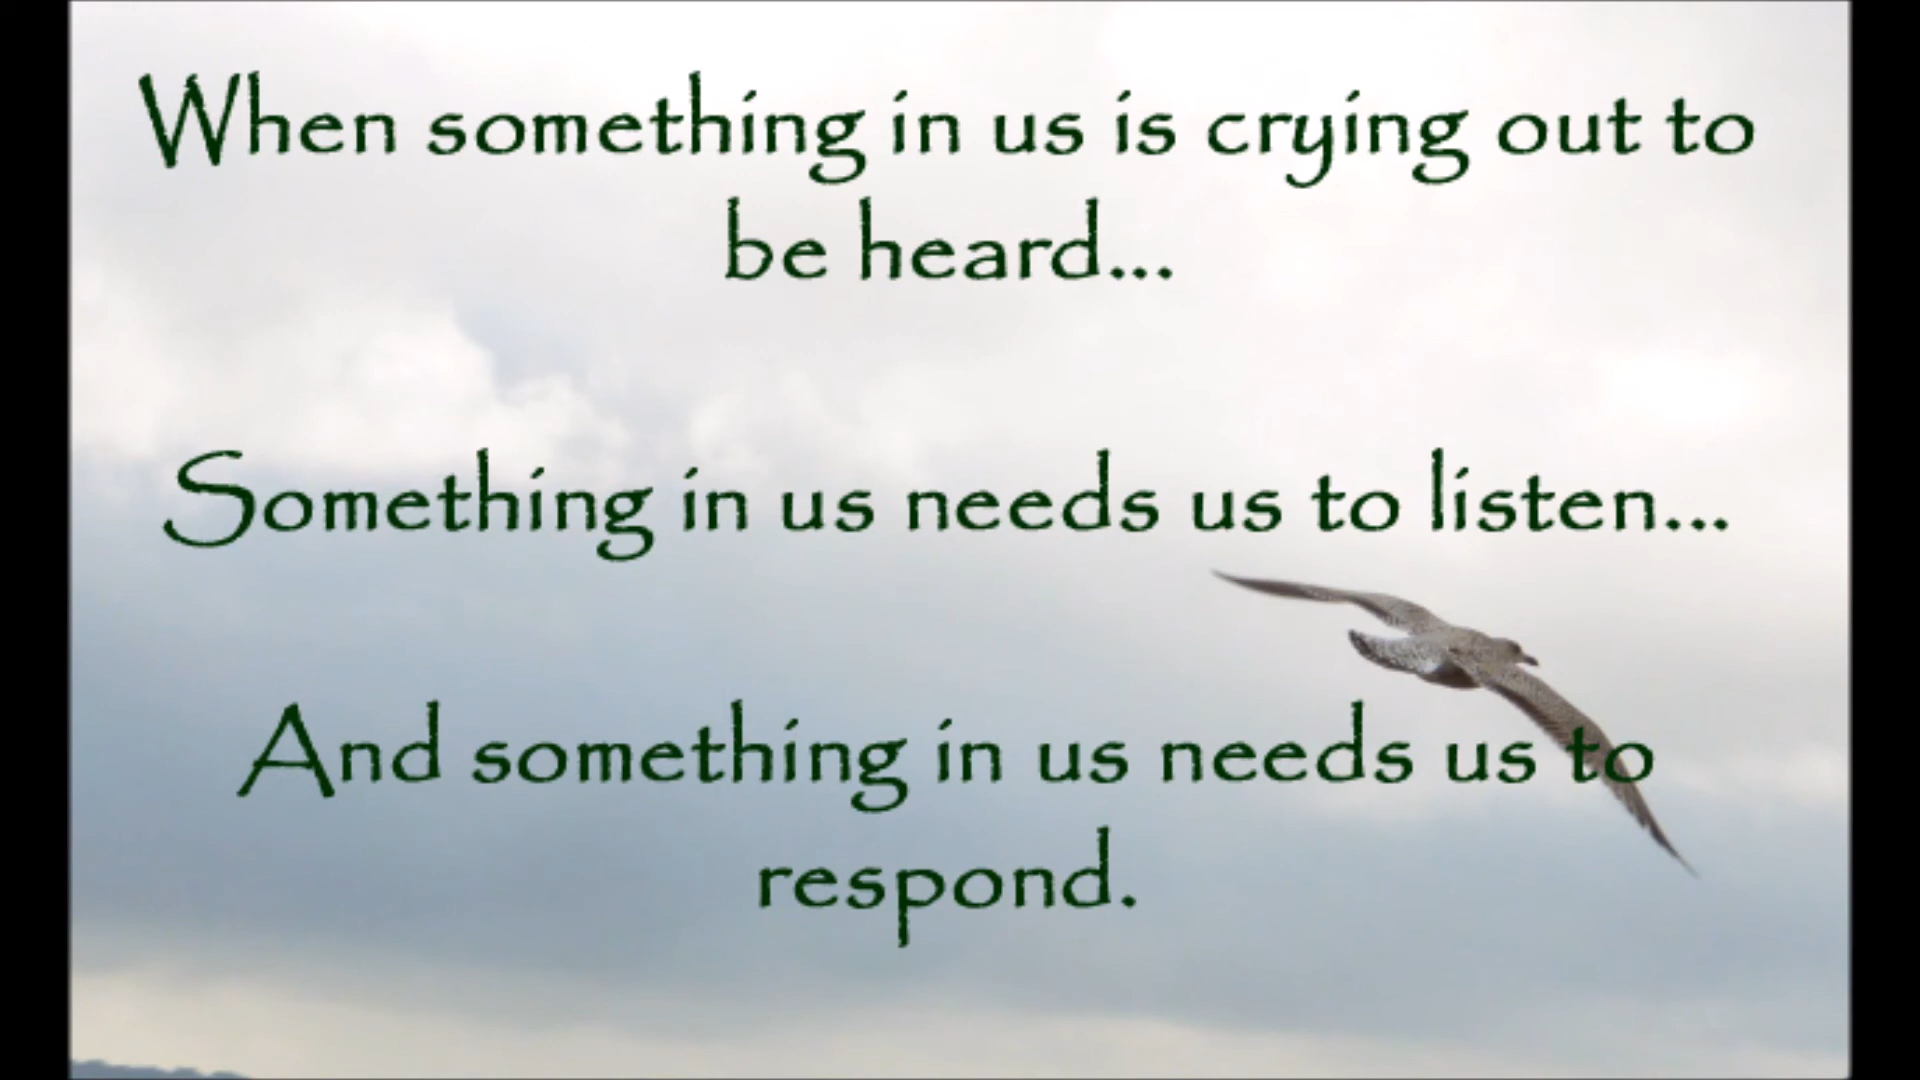 When something in us is crying out to
be heard...
Something in us needs us to listen...
And something in us needs us to
respond.